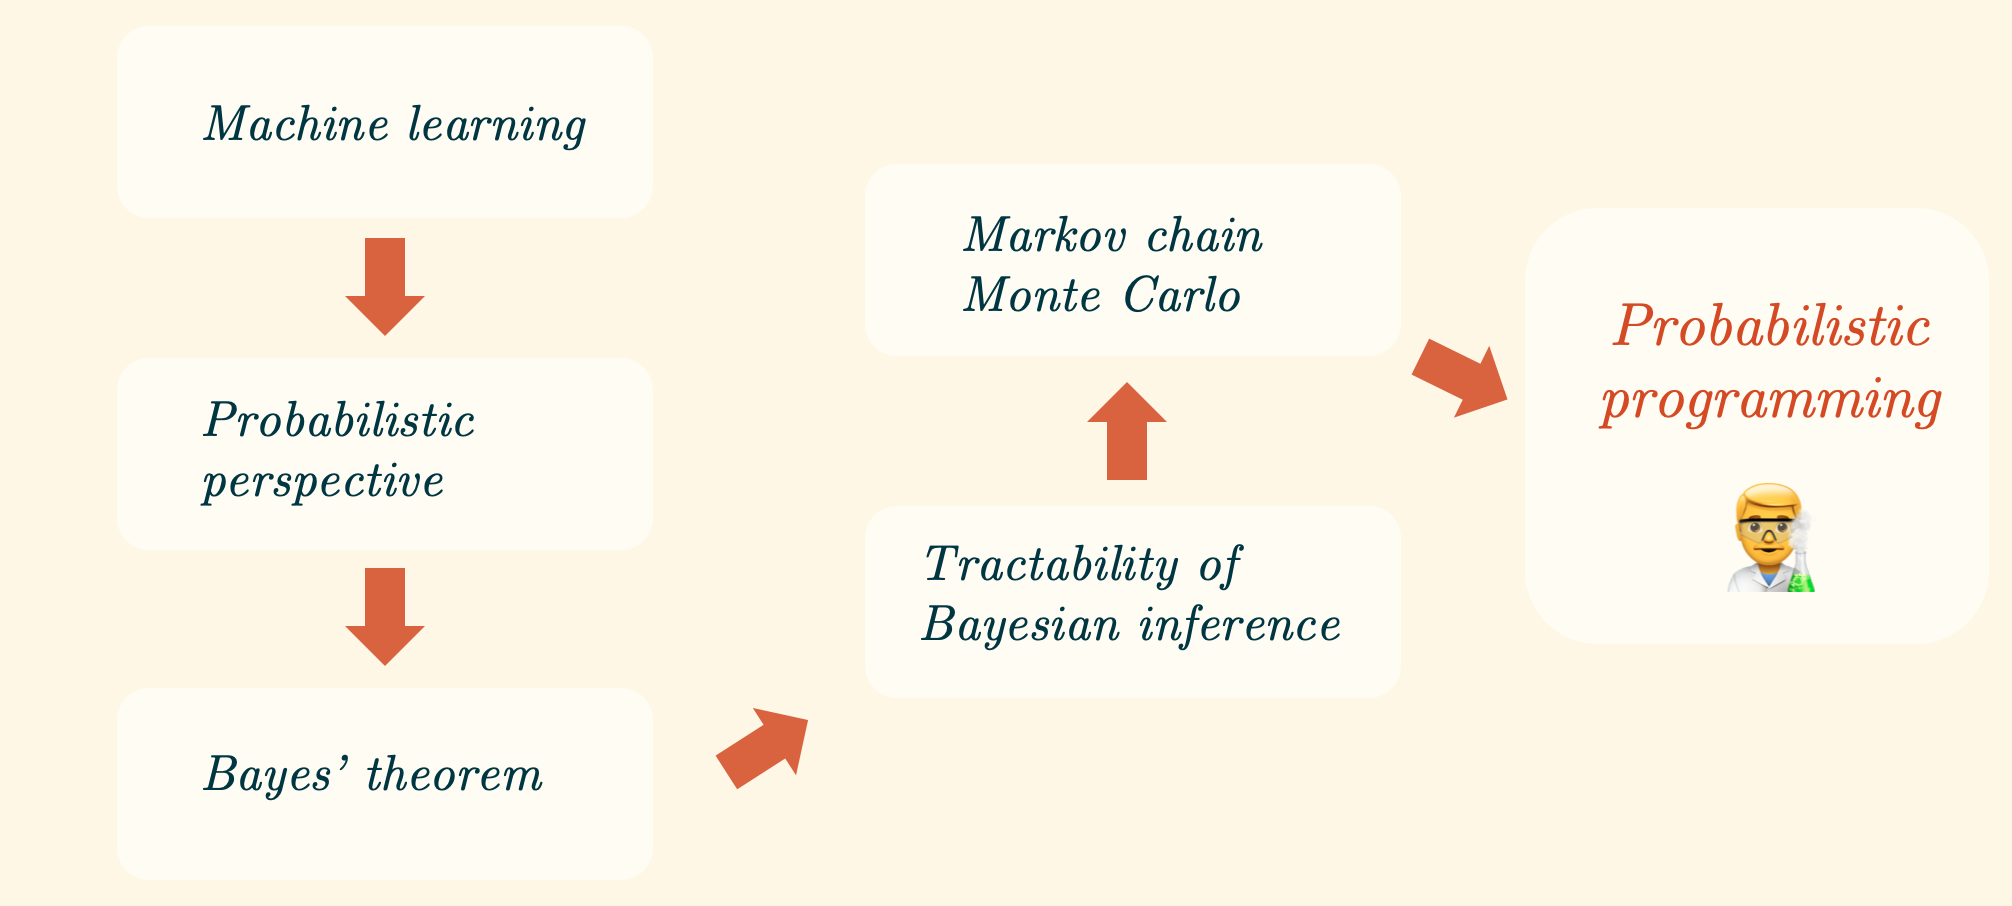 Machine learning
Probabilistic
perspective
Bayes’ theorem
Tractability of
Bayesian inference
Markov chain
Monte Carlo
Probabilistic
programming